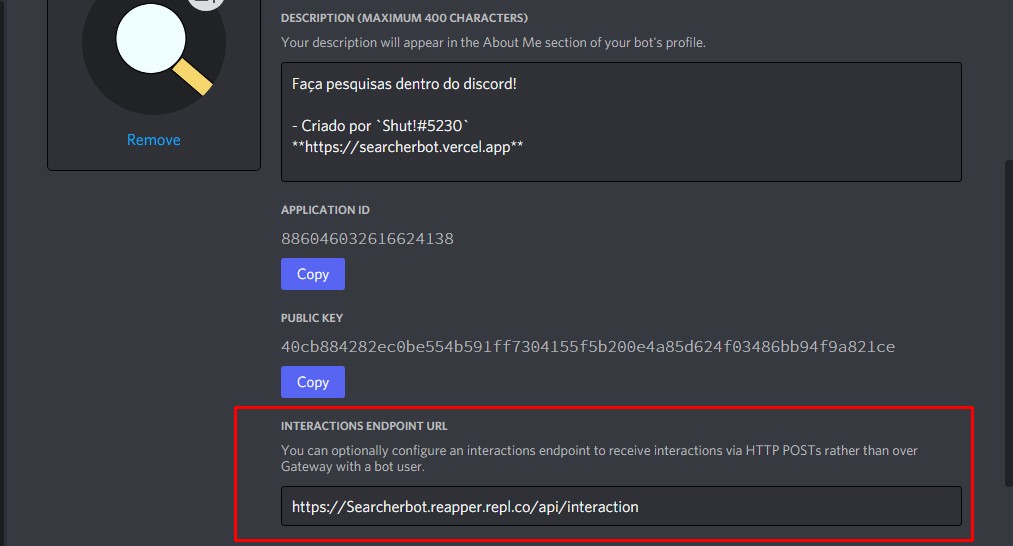 DESCRIPTION (MAXIMUM 400 CHARACTERS)
Your description will appear in the About Me section of your bot's profile.
Faça pesquisas dentro do discord!
- Criado por `Shut!#5230`
**https://searcherbot.vercel.app**
Remove
APPLICATION ID
886046032616624138
Copy
PUBLIC KEY
40cb884282ec0be554b591ff7304155f5b200e4a85d624f03486bb94f9a821ce
Copy
INTERACTIONS ENDPOINT URL
You can optionally configure an interactions endpoint to receive interactions via HTTP POSTs rather than over
Gateway with a bot user.
https://Searcherbot.reapper.repl.co/api/interaction